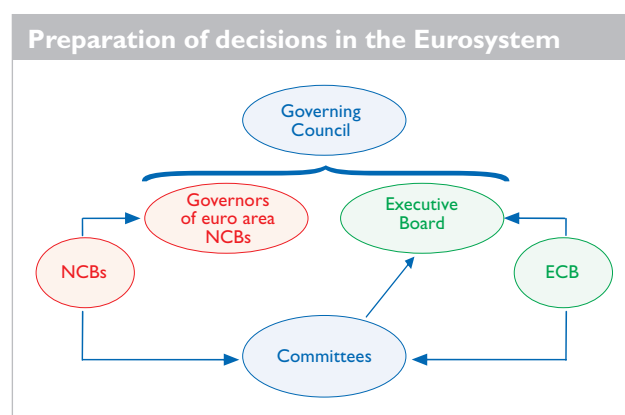 Preparation of decisions in the Eurosystem
Governing
Council
Governors
of euro area
NCBs
Executive
Board
NCBs
ECB
Committees